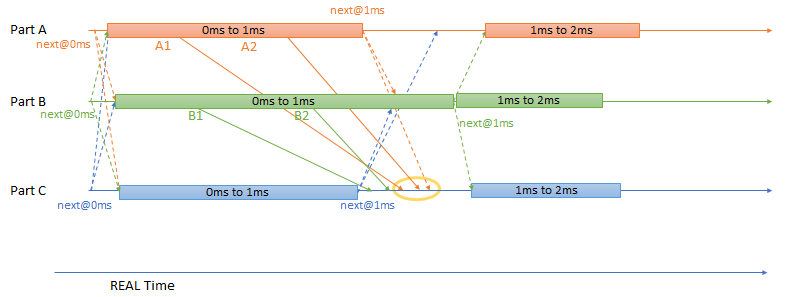 next@1ms
Part A
0ms to 1ms
1ms to 2ms
next@0ms
A1
A2
Part B
0ms to 1ms
1ms to 2ms
next@0ms
B1
B2
next@1ms
Part C
0ms to 1ms
1ms to 2ms
next@0ms
next@1ms
REAL Time